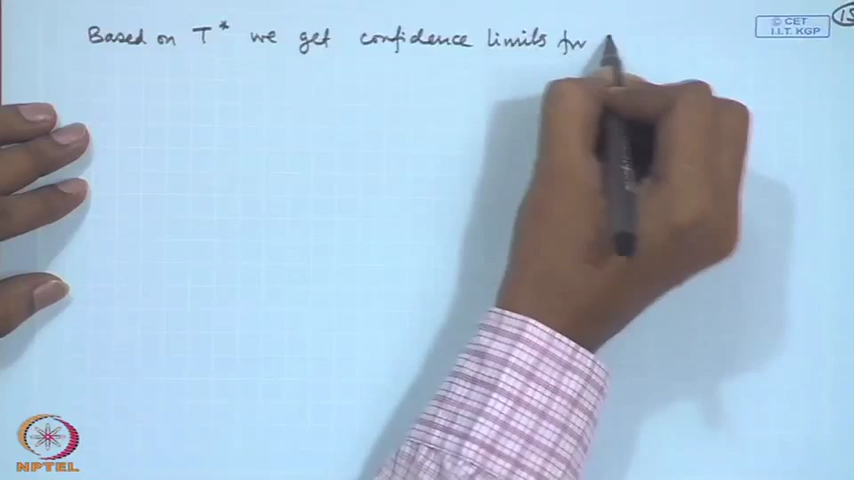 Based on T* we get confidence limits for
© CET
I.I.T. KGP
NPTEL